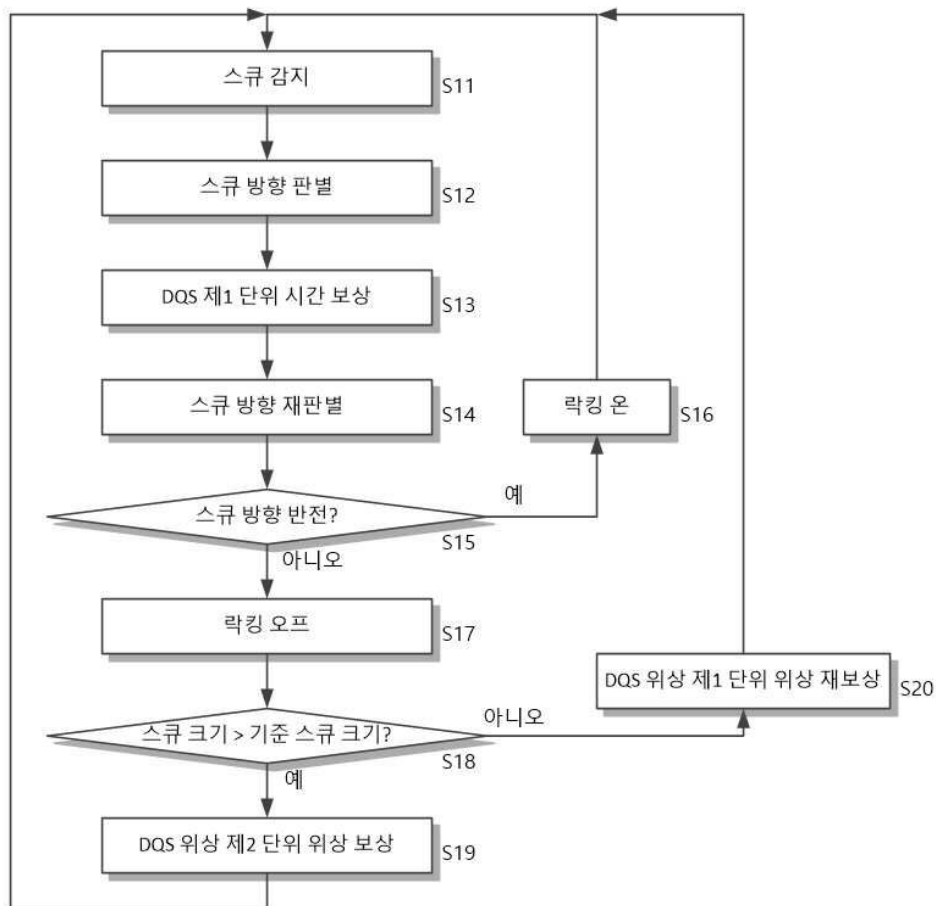 스큐 감지
S11
스큐 방향 판별
S12
DQS 제1 단위 시간 보상
S13
스큐 방향 재판별
S14
락킹 온
S16
예
스큐 방향 반전?
S15
아니오
락킹 오프
S17
DQS 위상 제1 단위 위상 재보상
S20
아니오
스큐 크기 > 기준 스큐 크기?
S18
예
DQS 위상 제2 단위 위상 보상
S19